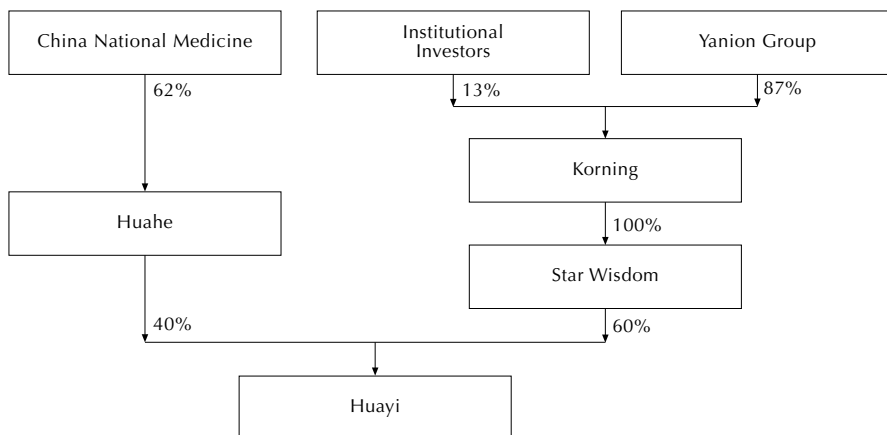 China National Medicine
Institutional
Investors
Yanion Group
62%
13%
87%
Korning
Huahe
100%
Star Wisdom
40%
60%
Huayi